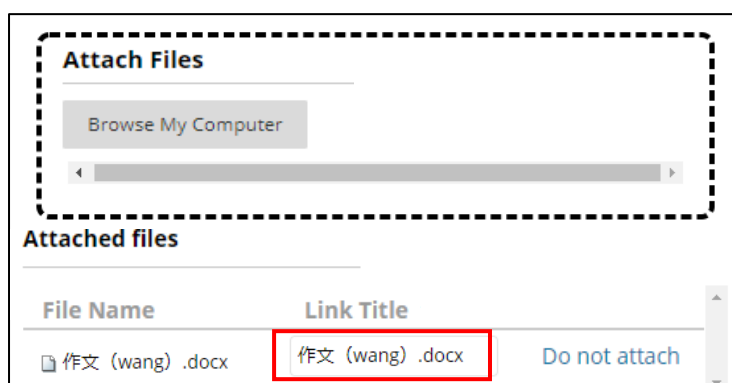 Attach Files
Browse My Computer
Attached files
File Name Link Title
作文（wang）.docx 作文（wang）.docx Do not attach